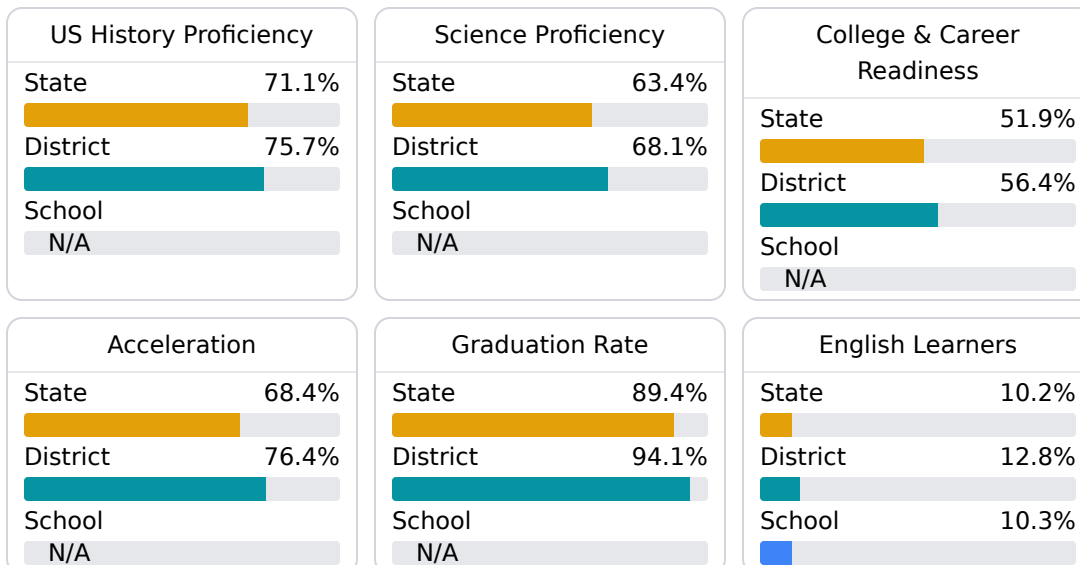 US History Proficiency
State 71.1%
District 75.7%
School
N/A
Science Proficiency
State 63.4%
District 68.1%
School
N/A
College & Career
Readiness
State 51.9%
District 56.4%
School
N/A
Acceleration
State 68.4%
District 76.4%
School
N/A
Graduation Rate
State 89.4%
District 94.1%
School
N/A
English Learners
State 10.2%
District 12.8%
School 10.3%